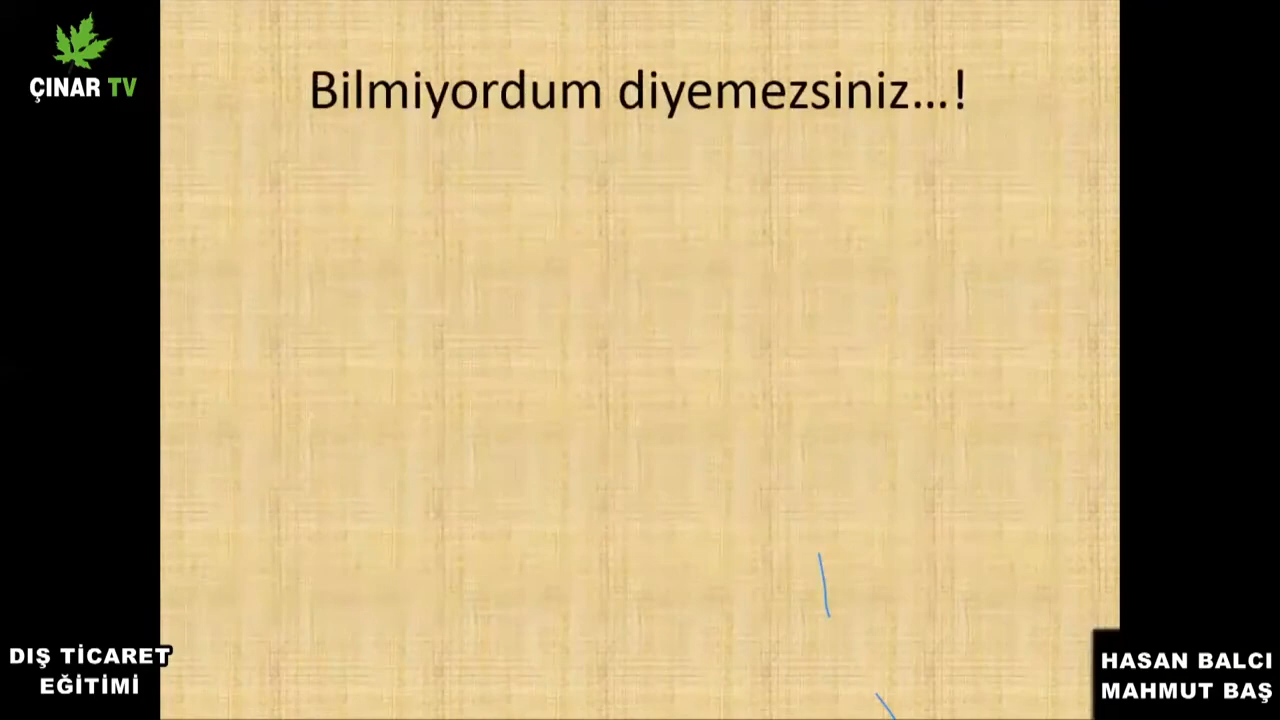 ÇINAR TV
Bilmiyordum diyemezsiniz...!
DIŞ TİCARET
EĞİTİMİ
HASAN BALCI
MAHMUT BAŞ